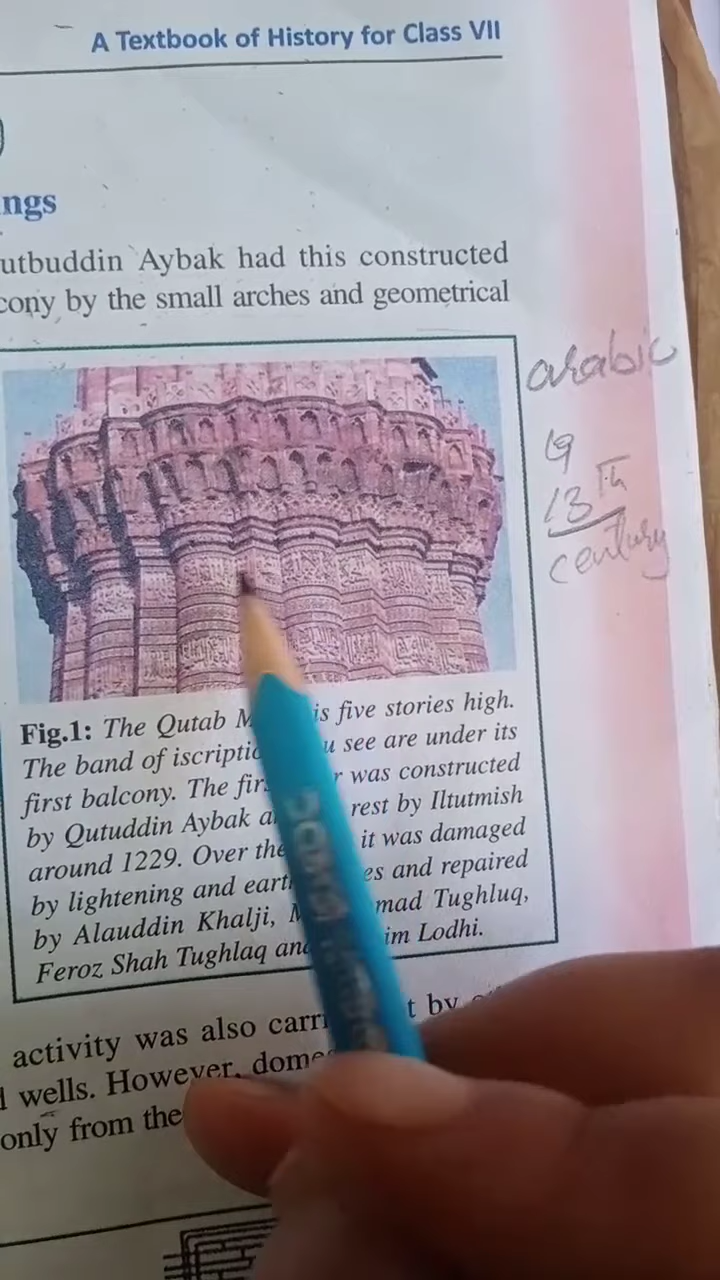 A Textbook of History for Class VII
ngs
utbuddin Aybak had this constructed
cony by the small arches and geometrical
arabic
13th
century
Fig.1: The Qutab M is five stories high.
The band of iscriptio u see are under its
first balcony. The fir r was constructed
by Qutuddin Aybak a rest by Iltutmish
around 1229. Over the it was damaged
by lightening and eart es and repaired
by Alauddin Khalji, M mad Tughluq,
Feroz Shah Tughlaq an im Lodhi.
activity was also carri t by
wells. However, dome
only from the